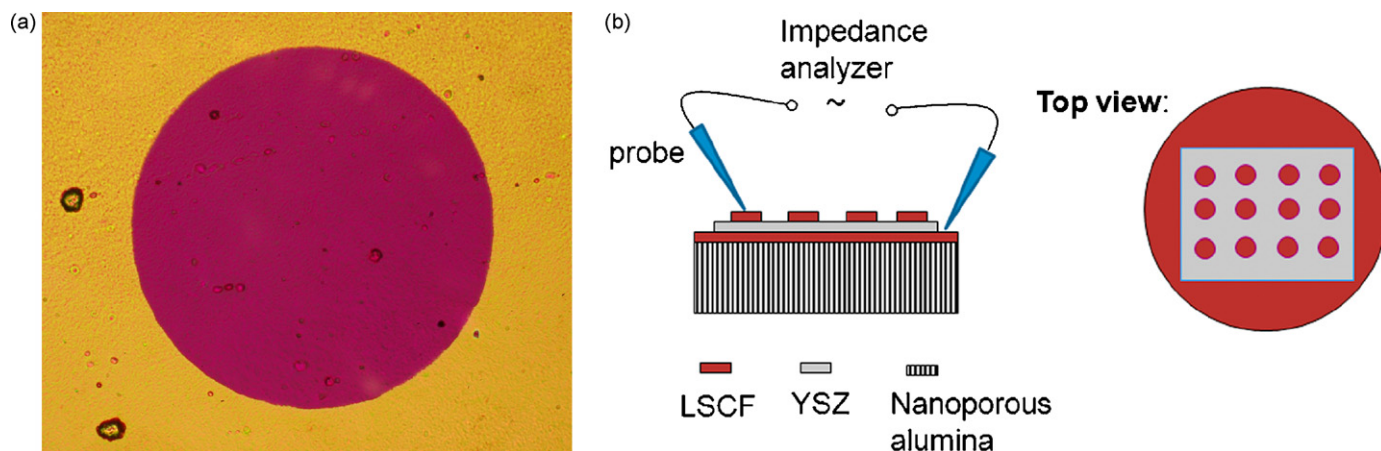 (a)
(b)
Impedance
analyzer
~
probe
Top view:
LSCF
YSZ
Nanoporous
alumina